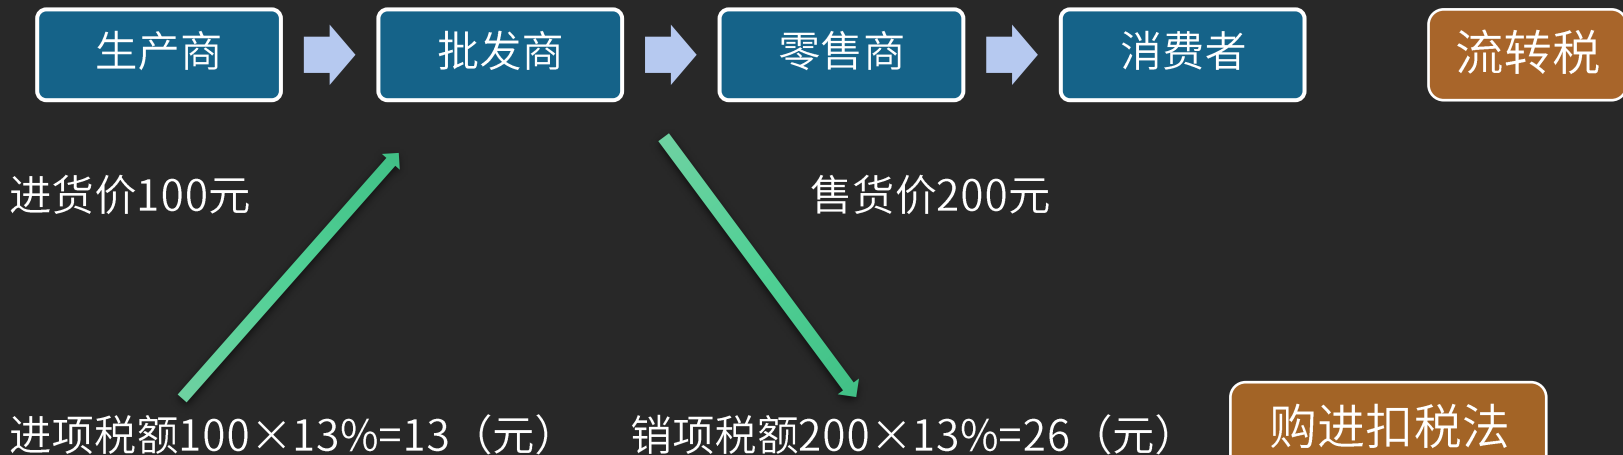 生产商 批发商 零售商 消费者 流转税
进货价100元 售货价200元
进项税额100×13%=13（元） 销项税额200×13%=26（元） 购进扣税法